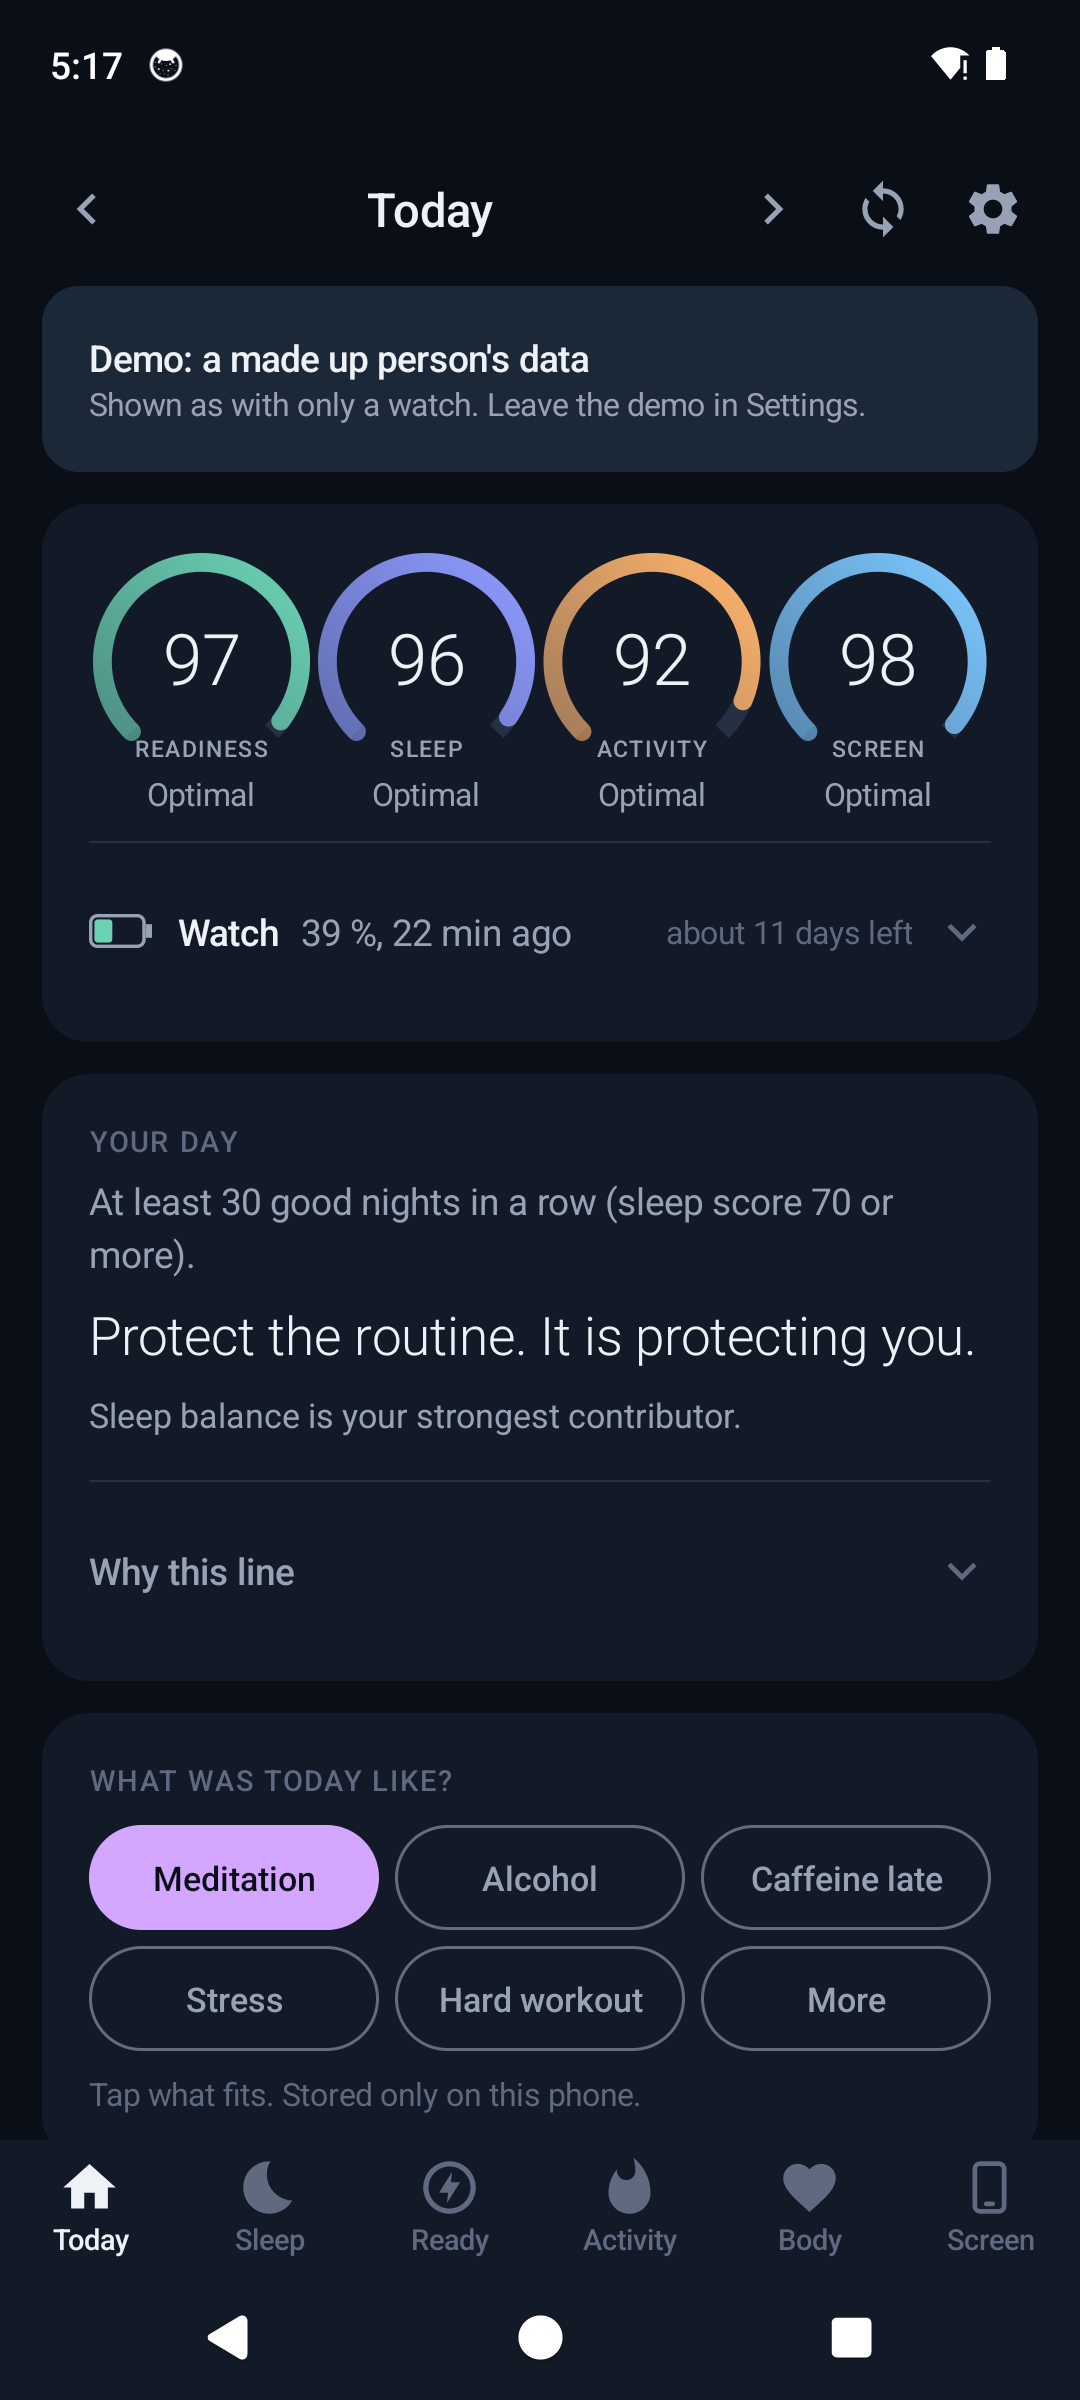 5:17
Today
Demo: a made up person's data
Shown as with only a watch. Leave the demo in Settings.
97
96
92
98
READINESS
SLEEP
ACTIVITY
SCREEN
Optimal
Optimal
Optimal
Optimal
Watch 39 %, 22 min ago
about 11 days left
YOUR DAY
At least 30 good nights in a row (sleep score 70 or
more).
Protect the routine. It is protecting you.
Sleep balance is your strongest contributor.
Why this line
WHAT WAS TODAY LIKE?
Meditation
Alcohol
Caffeine late
Stress
Hard workout
More
Tap what fits. Stored only on this phone.
Today
Sleep
Ready
Activity
Body
Screen